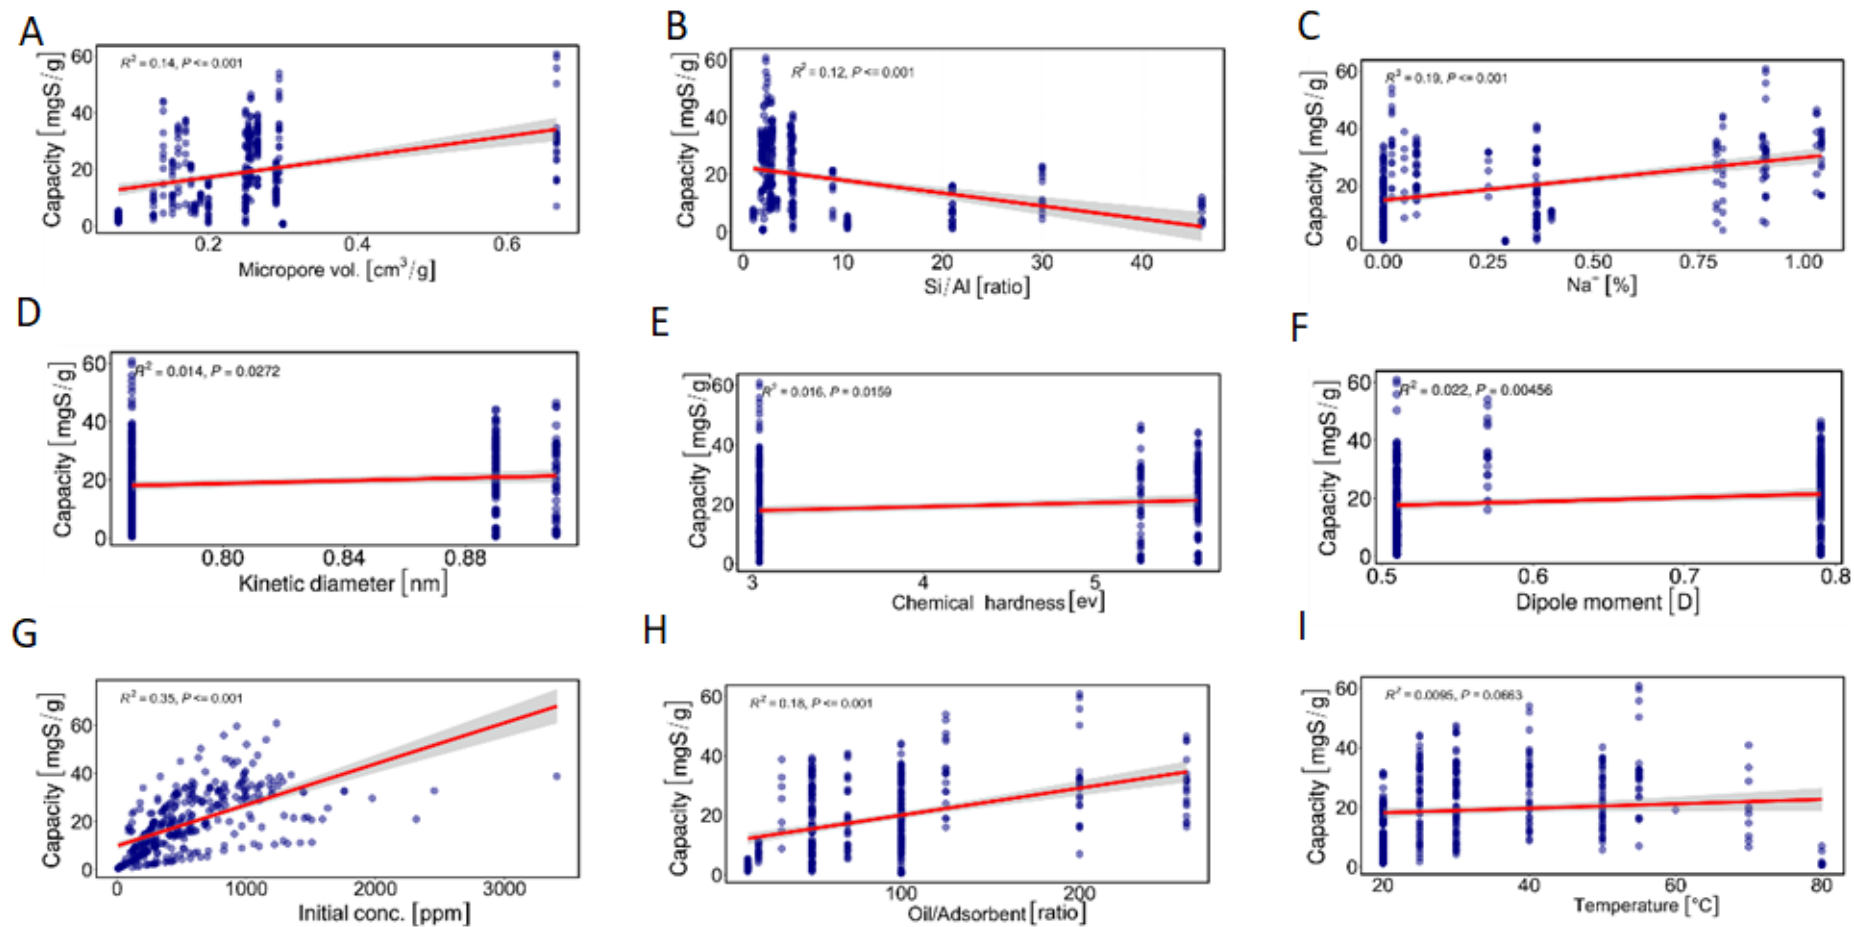 A
Capacity [mgS/g]
60
40
20
0
R² = 0.14, P <= 0.001
0.2
0.4
0.6
Micropore vol. [cm³/g]
B
Capacity [mgS/g]
60
40
20
0
R² = 0.12, P <= 0.001
0
10
20
30
40
Si/Al [ratio]
C
Capacity [mgS/g]
60
40
20
0
R² = 0.19, P <= 0.001
0.00
0.25
0.50
0.75
1.00
Na⁺ [%]
D
Capacity [mgS/g]
60
40
20
0
R² = 0.014, P = 0.0272
0.80
0.84
0.88
Kinetic diameter [nm]
E
Capacity [mgS/g]
60
40
20
0
R² = 0.016, P = 0.0159
3
4
5
Chemical hardness [ev]
F
Capacity [mgS/g]
60
40
20
0
R² = 0.022, P = 0.00456
0.5
0.6
0.7
0.8
Dipole moment [D]
G
Capacity [mgS/g]
60
40
20
0
R² = 0.35, P <= 0.001
0
1000
2000
3000
Initial conc. [ppm]
H
Capacity [mgS/g]
60
40
20
0
R² = 0.18, P <= 0.001
100
200
Oil/Adsorbent [ratio]
I
Capacity [mgS/g]
60
40
20
0
R² = 0.0095, P = 0.0663
20
40
60
80
Temperature [°C]